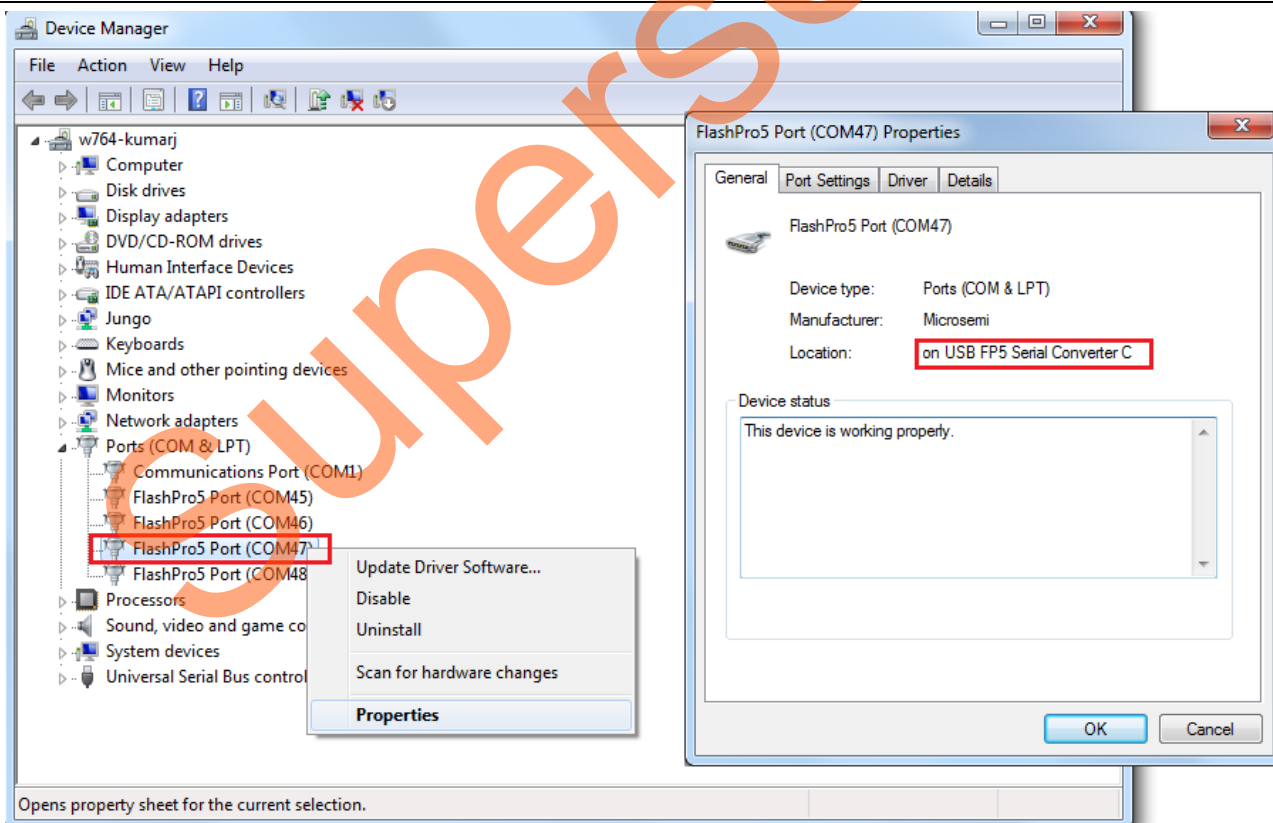 Device Manager
File Action View Help
w764-kumarj
Computer
Disk drives
Display adapters
DVD/CD-ROM drives
Human Interface Devices
IDE ATA/ATAPI controllers
Jungo
Keyboards
Mice and other pointing devices
Monitors
Network adapters
Ports (COM & LPT)
Communications Port (COM1)
FlashPro5 Port (COM45)
FlashPro5 Port (COM46)
FlashPro5 Port (COM47)
FlashPro5 Port (COM48
Processors
Sound, video and game co
System devices
Universal Serial Bus control
Update Driver Software...
Disable
Uninstall
Scan for hardware changes
Properties
Opens property sheet for the current selection.
FlashPro5 Port (COM47) Properties
General Port Settings Driver Details
FlashPro5 Port (COM47)
Device type: Ports (COM & LPT)
Manufacturer: Microsemi
Location: on USB FP5 Serial Converter C
Device status
This device is working properly.
OK Cancel
Supers